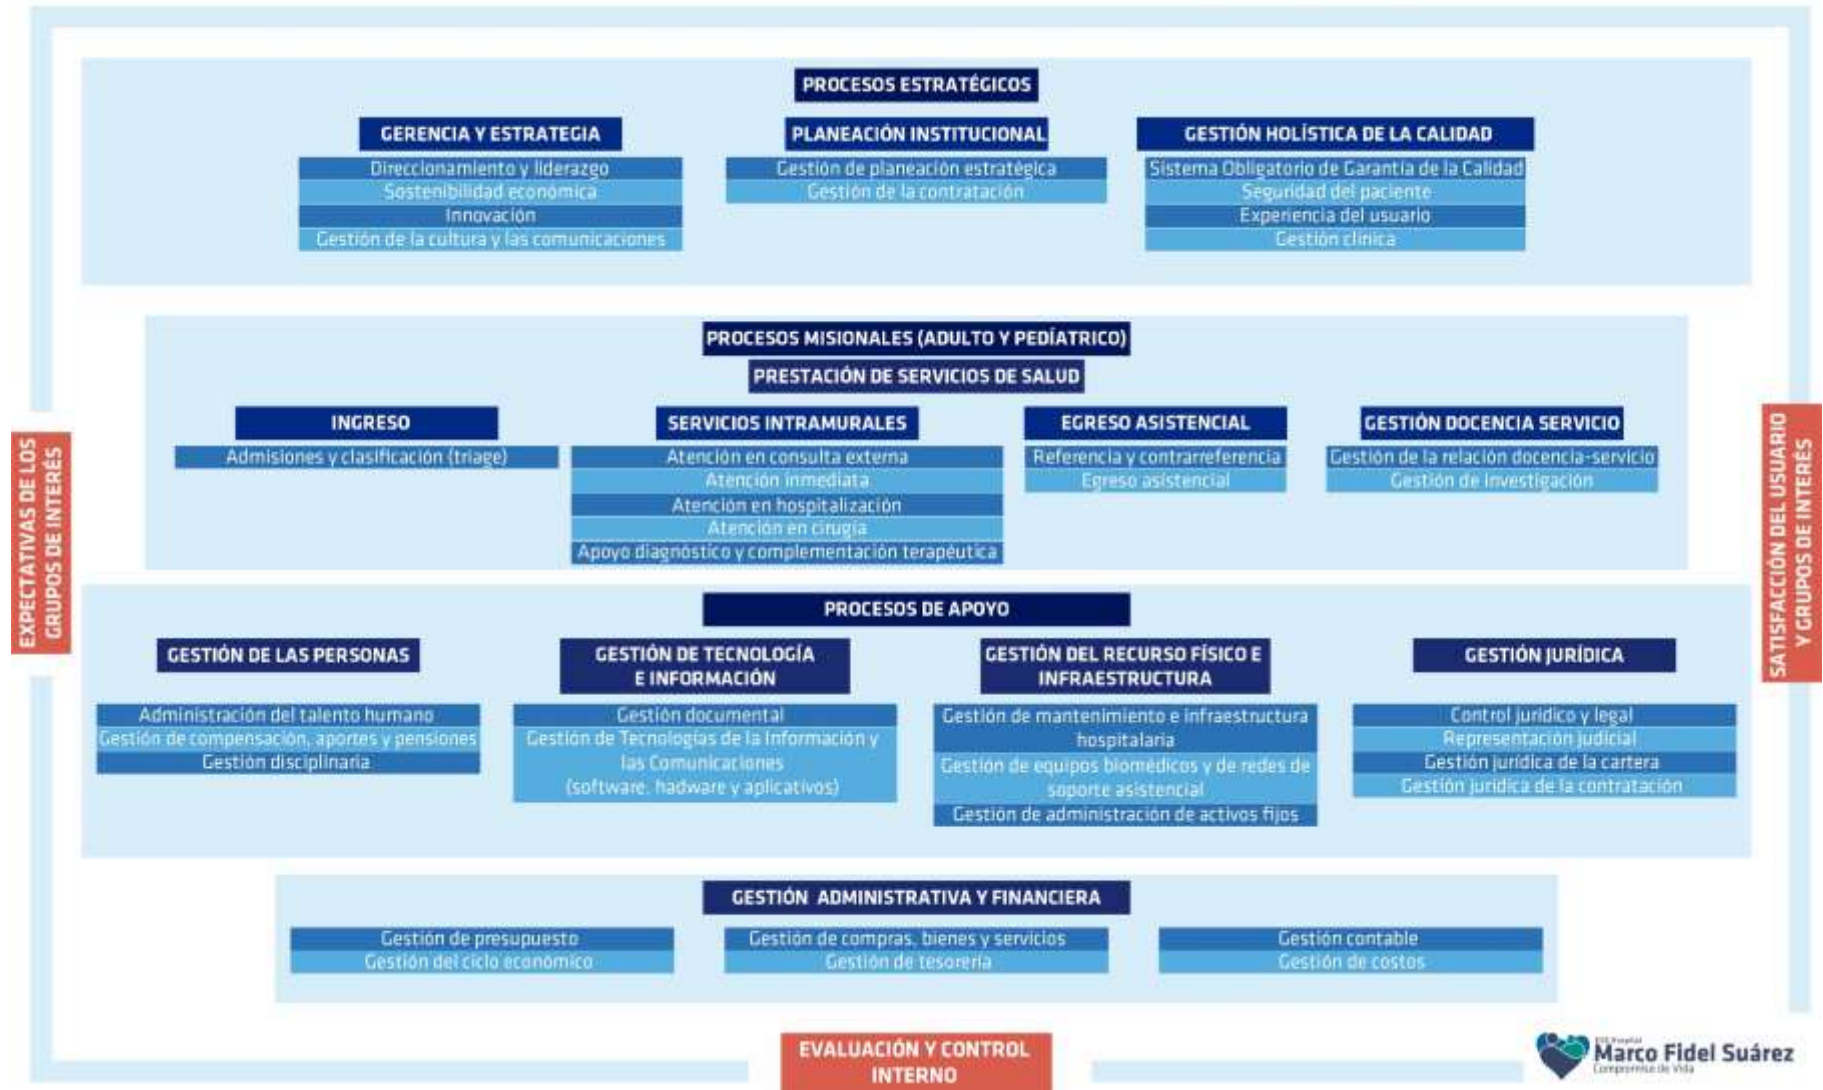 PROCESOS ESTRATÉGICOS
GERENCIA Y ESTRATEGIA
Direccionamiento y liderazgo
Sostenibilidad económica
Innovación
Gestión de la cultura y las comunicaciones
PLANEACIÓN INSTITUCIONAL
Gestión de planeación estratégica
Gestión de la contratación
GESTIÓN HOLÍSTICA DE LA CALIDAD
Sistema Obligatorio de Garantía de la Calidad
Seguridad del paciente
Experiencia del usuario
Gestión clínica
PROCESOS MISIONALES (ADULTO Y PEDÍATRICO)
PRESTACIÓN DE SERVICIOS DE SALUD
INGRESO
Admisiones y clasificación (triage)
SERVICIOS INTRAMURALES
Atención en consulta externa
Atención inmediata
Atención en hospitalización
Atención en cirugía
Apoyo diagnóstico y complementación terapéutica
EGRESO ASISTENCIAL
Referencia y contrarreferencia
Egreso asistencial
GESTIÓN DOCENCIA SERVICIO
Gestión de la relación docencia-servicio
Gestión de investigación
EXPECTATIVAS DE LOS
GRUPOS DE INTERÉS
SATISFACCIÓN DEL USUARIO
Y GRUPOS DE INTERÉS
PROCESOS DE APOYO
GESTIÓN DE LAS PERSONAS
Administración del talento humano
Gestión de compensación, aportes y pensiones
Gestión disciplinaria
GESTIÓN DE TECNOLOGÍA
E INFORMACIÓN
Gestión documental
Gestión de Tecnologías de la Información y
las Comunicaciones
(software, hadware y aplicativos)
GESTIÓN DEL RECURSO FÍSICO E
INFRAESTRUCTURA
Gestión de mantenimiento e infraestructura
hospitalaria
Gestión de equipos biomédicos y de redes de
soporte asistencial
Gestión de administración de activos fijos
GESTIÓN JURÍDICA
Control jurídico y legal
Representación judicial
Gestión jurídica de la cartera
Gestión jurídica de la contratación
GESTIÓN ADMINISTRATIVA Y FINANCIERA
Gestión de presupuesto
Gestión del ciclo económico
Gestión de compras, bienes y servicios
Gestión de tesorería
Gestión contable
Gestión de costos
EVALUACIÓN Y CONTROL
INTERNO
ESE Hospital
Marco Fidel Suárez
Compromiso de Vida